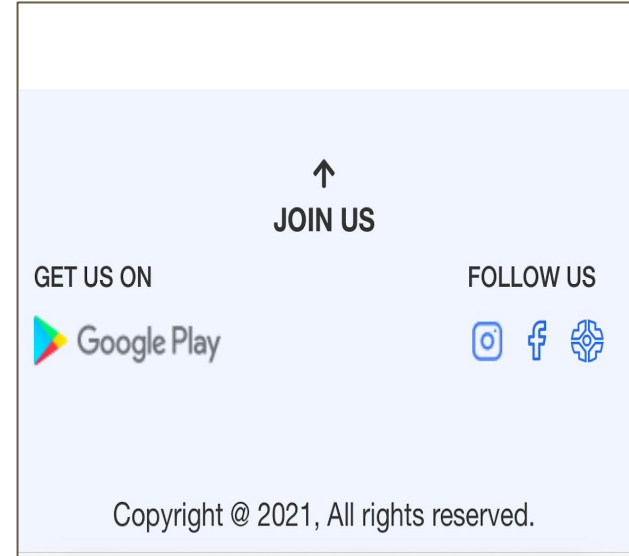 JOIN US
GET US ON
FOLLOW US
Google Play
Copyright @ 2021, All rights reserved.